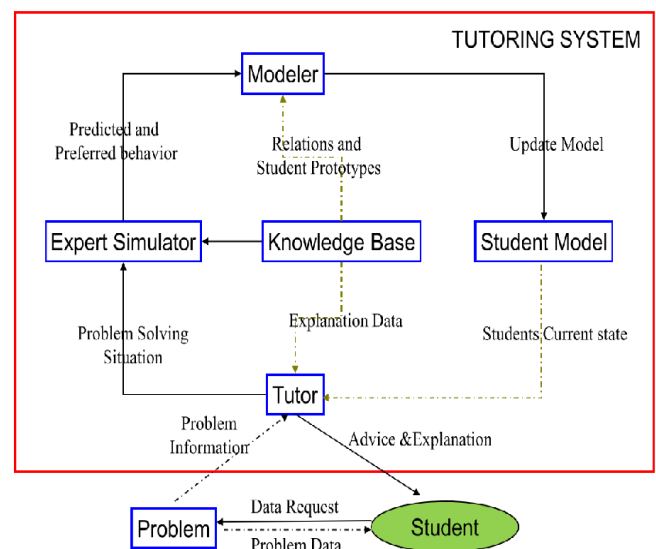 TUTORING SYSTEM
Modeler
Predicted and
Preferred behavior
Relations and
Student Prototypes
Update Model
Expert Simulator
Knowledge Base
Student Model
Problem Solving
Situation
Explanation Data
Students Current state
Tutor
Problem
Information
Advice &Explanation
Data Request
Problem
Student
Problem Data